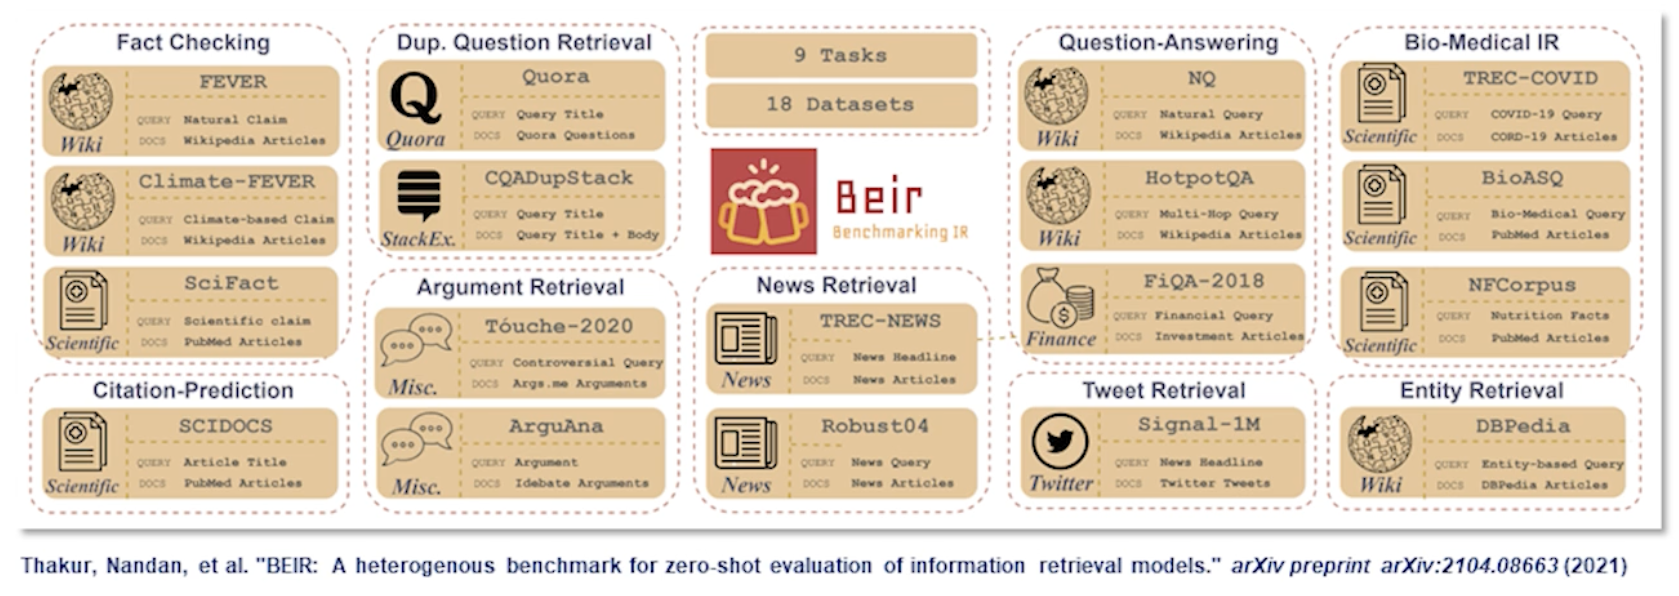 Fact Checking
FEVER
QUERY Natural Claim
DOCS Wikipedia Articles
Wiki
Climate-FEVER
QUERY Climate-based Claim
DOCS Wikipedia Articles
Wiki
SciFact
QUERY Scientific claim
DOCS PubMed Articles
Scientific
Citation-Prediction
SCIDOCS
QUERY Article Title
DOCS PubMed Articles
Scientific
Dup. Question Retrieval
Quora
QUERY Query Title
DOCS Quora Questions
Q
Quora
CQADupStack
QUERY Query Title
DOCS Query Title + Body
StackEx.
Argument Retrieval
Tóuche-2020
QUERY Controversial Query
DOCS Args.me Arguments
Misc.
ArguAna
QUERY Argument
DOCS Idebate Arguments
Misc.
9 Tasks
18 Datasets
Beir
Benchmarking IR
News Retrieval
TREC-NEWS
QUERY News Headline
DOCS News Articles
News
Robust04
QUERY News Query
DOCS News Articles
News
Question-Answering
NQ
QUERY Natural Query
DOCS Wikipedia Articles
Wiki
HotpotQA
QUERY Multi-Hop Query
DOCS Wikipedia Articles
Wiki
FiQA-2018
QUERY Financial Query
DOCS Investment Articles
$
Finance
Tweet Retrieval
Signal-1M
QUERY News Headline
DOCS Twitter Tweets
Twitter
Bio-Medical IR
TREC-COVID
QUERY COVID-19 Query
DOCS CORD-19 Articles
Scientific
BioASQ
QUERY Bio-Medical Query
DOCS PubMed Articles
Scientific
NFCorpus
QUERY Nutrition Facts
DOCS PubMed Articles
Scientific
Entity Retrieval
DBPedia
QUERY Entity-based Query
DOCS DBPedia Articles
Wiki
Thakur, Nandan, et al. "BEIR: A heterogenous benchmark for zero-shot evaluation of information retrieval models." arXiv preprint arXiv:2104.08663 (2021)